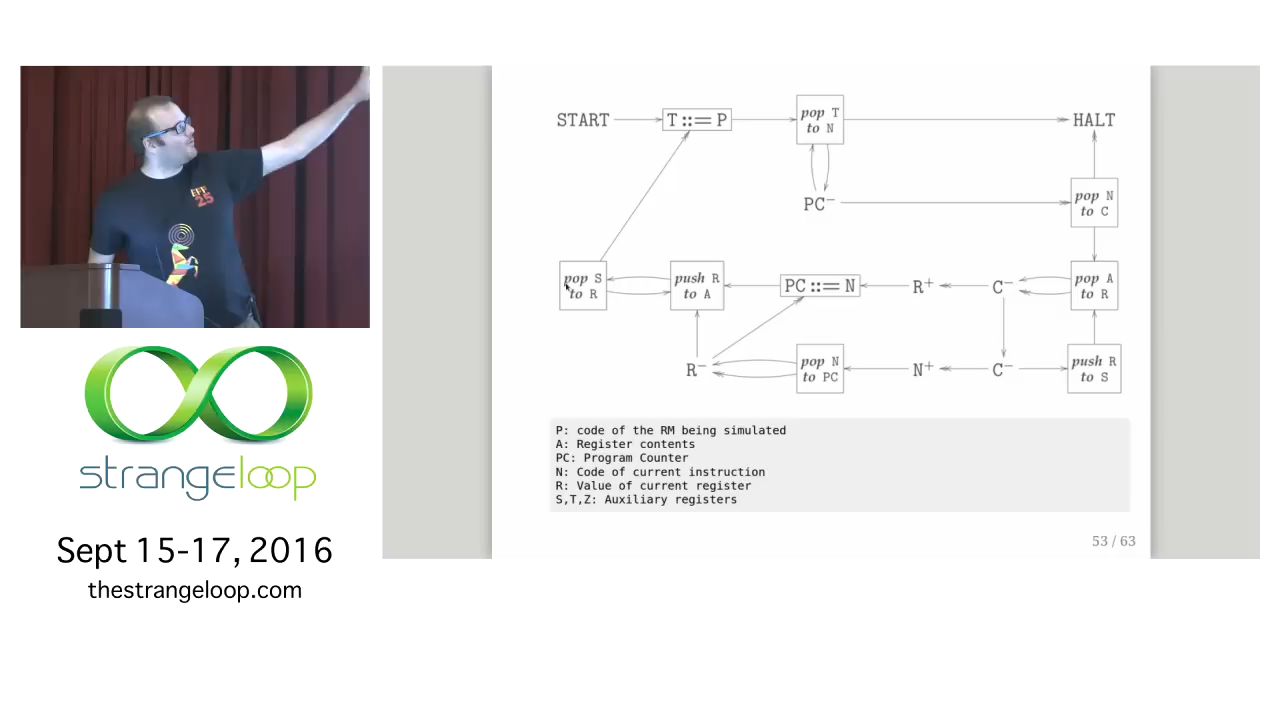 START
T ::= P
pop T
to N
HALT
PC⁻
pop N
to C
EFF
25
pop S
to R
push R
to A
PC ::= N
R⁺
C⁻
pop A
to R
R⁻
pop N
to PC
N⁺
C⁻
push R
to S
P: code of the RM being simulated
A: Register contents
PC: Program Counter
N: Code of current instruction
R: Value of current register
S,T,Z: Auxiliary registers
53 / 63
strangeloop
Sept 15-17, 2016
thestrangeloop.com